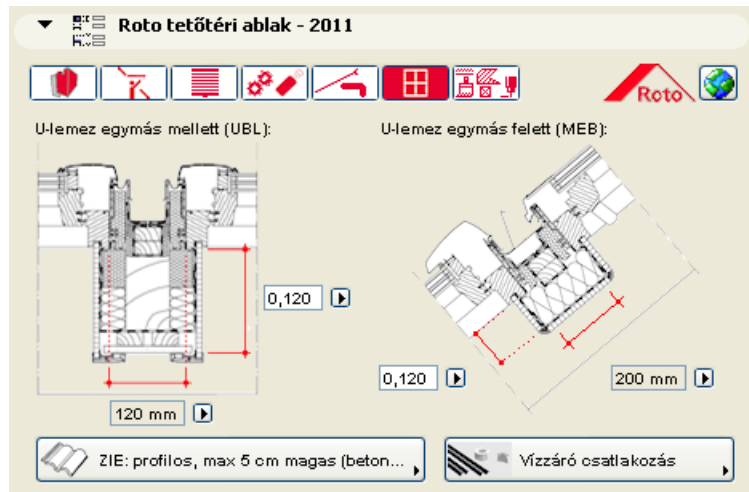 Roto tetőtéri ablak - 2011
Roto
U-lemez egymás mellett (UBL):
U-lemez egymás felett (MEB):
0,120
120 mm
0,120
200 mm
ZIE: profilos, max 5 cm magas (beton...
Vízzáró csatlakozás